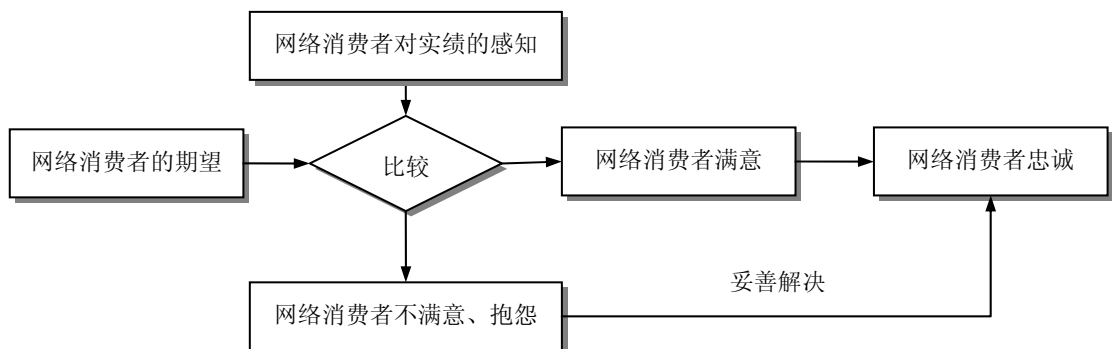 网络消费者对实绩的感知
网络消费者的期望
比较
网络消费者满意
网络消费者忠诚
妥善解决
网络消费者不满意、抱怨